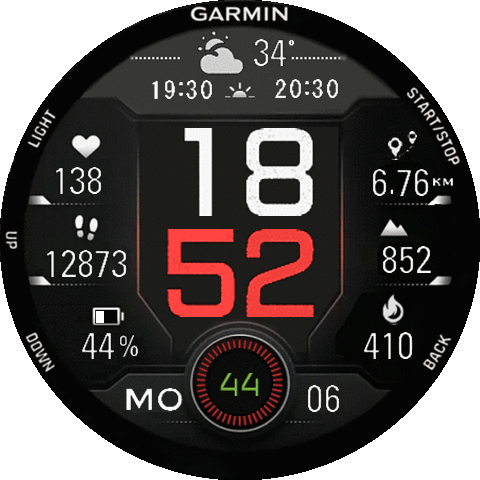 GARMIN
34°
19:30 20:30
LIGHT
START/STOP
18
138
6.76KM
UP
52
12873
852
44%
410
DOWN
BACK
MO
44
06